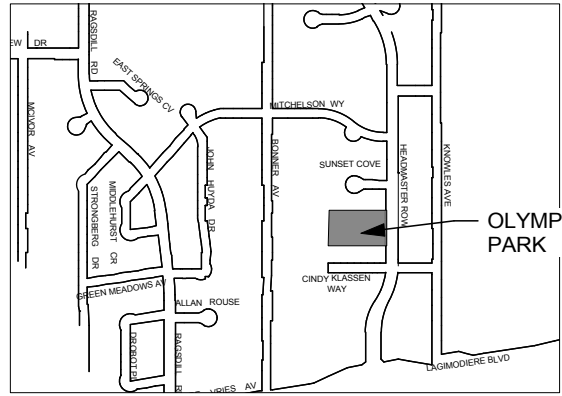 EW DR
RAGSDILL RD
EAST SPRINGS CV
MCIVOR AV
MITCHELSON WY
JOHN HUYDA DR
BONNER AV
SUNSET COVE
HEADMASTER ROW
KNOWLES AVE
STRONGBERG DR
MIDDLEHURST CR
OLYMP
PARK
GREEN MEADOWS AV
CINDY KLASSEN
WAY
ALLAN ROUSE
DROBOT PL
RAGSDILL R
VRIES AV
LAGIMODIERE BLVD